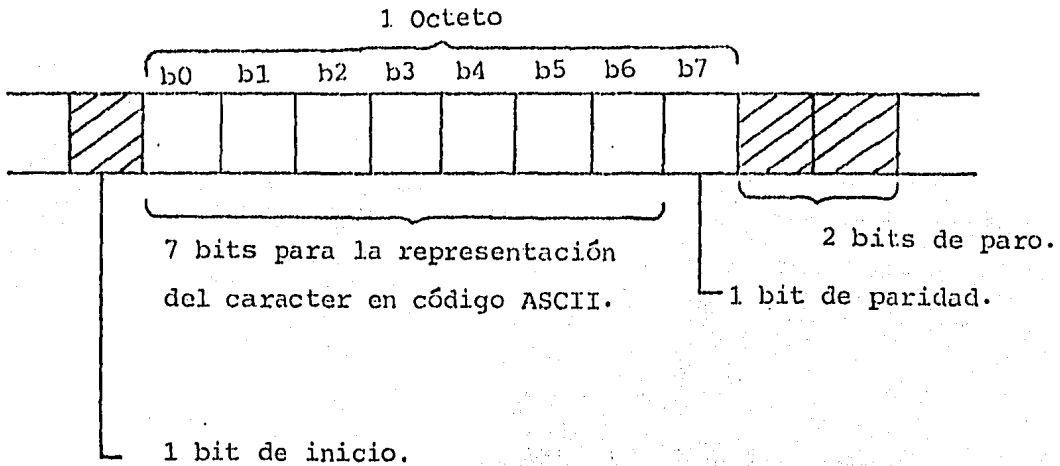 1 Octeto
b0 b1 b2 b3 b4 b5 b6 b7
7 bits para la representación
del caracter en código ASCII.
2 bits de paro.
1 bit de paridad.
1 bit de inicio.